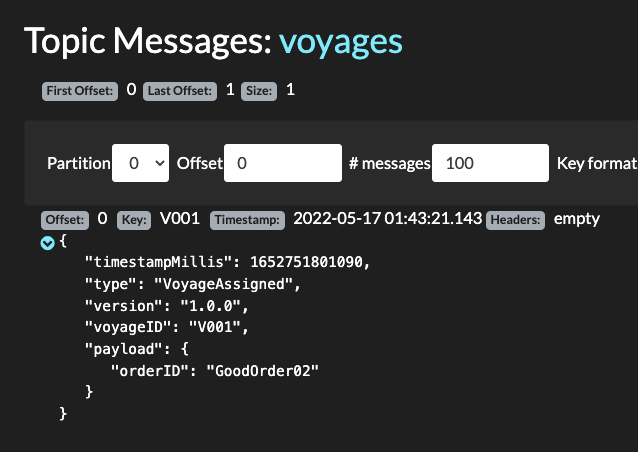 Topic Messages: voyages
First Offset: 0 Last Offset: 1 Size: 1
Partition 0 Offset 0 # messages 100 Key format
Offset: 0 Key: V001 Timestamp: 2022-05-17 01:43:21.143 Headers: empty
{
"timestampMillis": 1652751801090,
"type": "VoyageAssigned",
"version": "1.0.0",
"voyageID": "V001",
"payload": {
"orderID": "GoodOrder02"
}
}